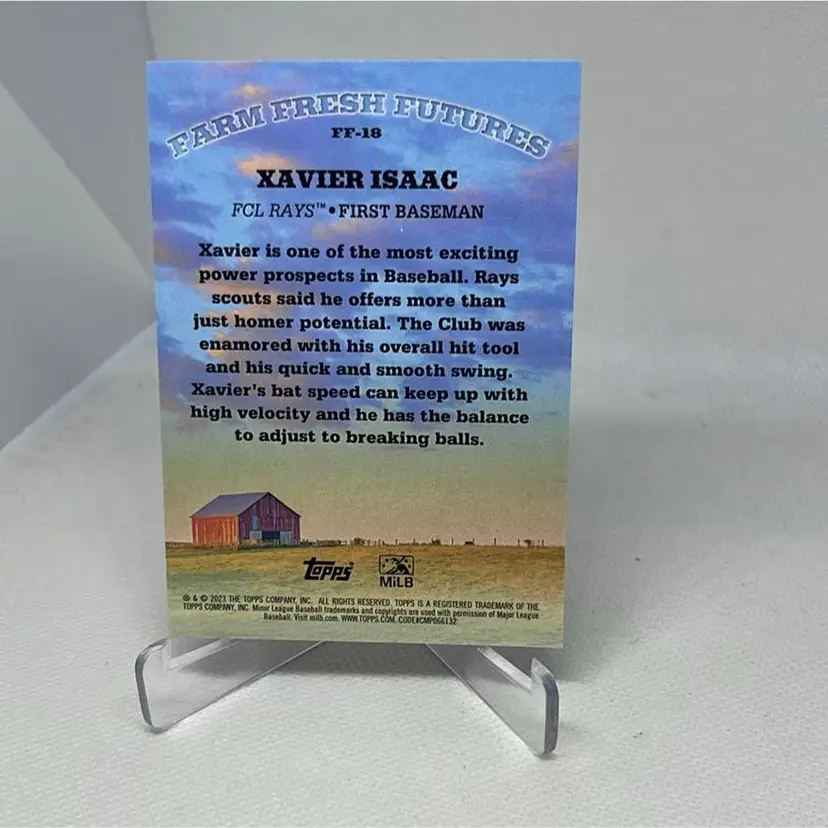 FARM FRESH FUTURES
FF-18
XAVIER ISAAC
FCL RAYS™ • FIRST BASEMAN
Xavier is one of the most exciting
power prospects in Baseball. Rays
scouts said he offers more than
just homer potential. The Club was
enamored with his overall hit tool
and his quick and smooth swing.
Xavier's bat speed can keep up with
high velocity and he has the balance
to adjust to breaking balls.
Topps® MiLB
® & © 2023 THE TOPPS COMPANY, INC. ALL RIGHTS RESERVED. TOPPS IS A REGISTERED TRADEMARK OF THE
TOPPS COMPANY, INC. Minor League Baseball trademarks and copyrights are used with permission of Major League
Baseball. Visit milb.com. WWW.TOPPS.COM. CODE#CMP066132